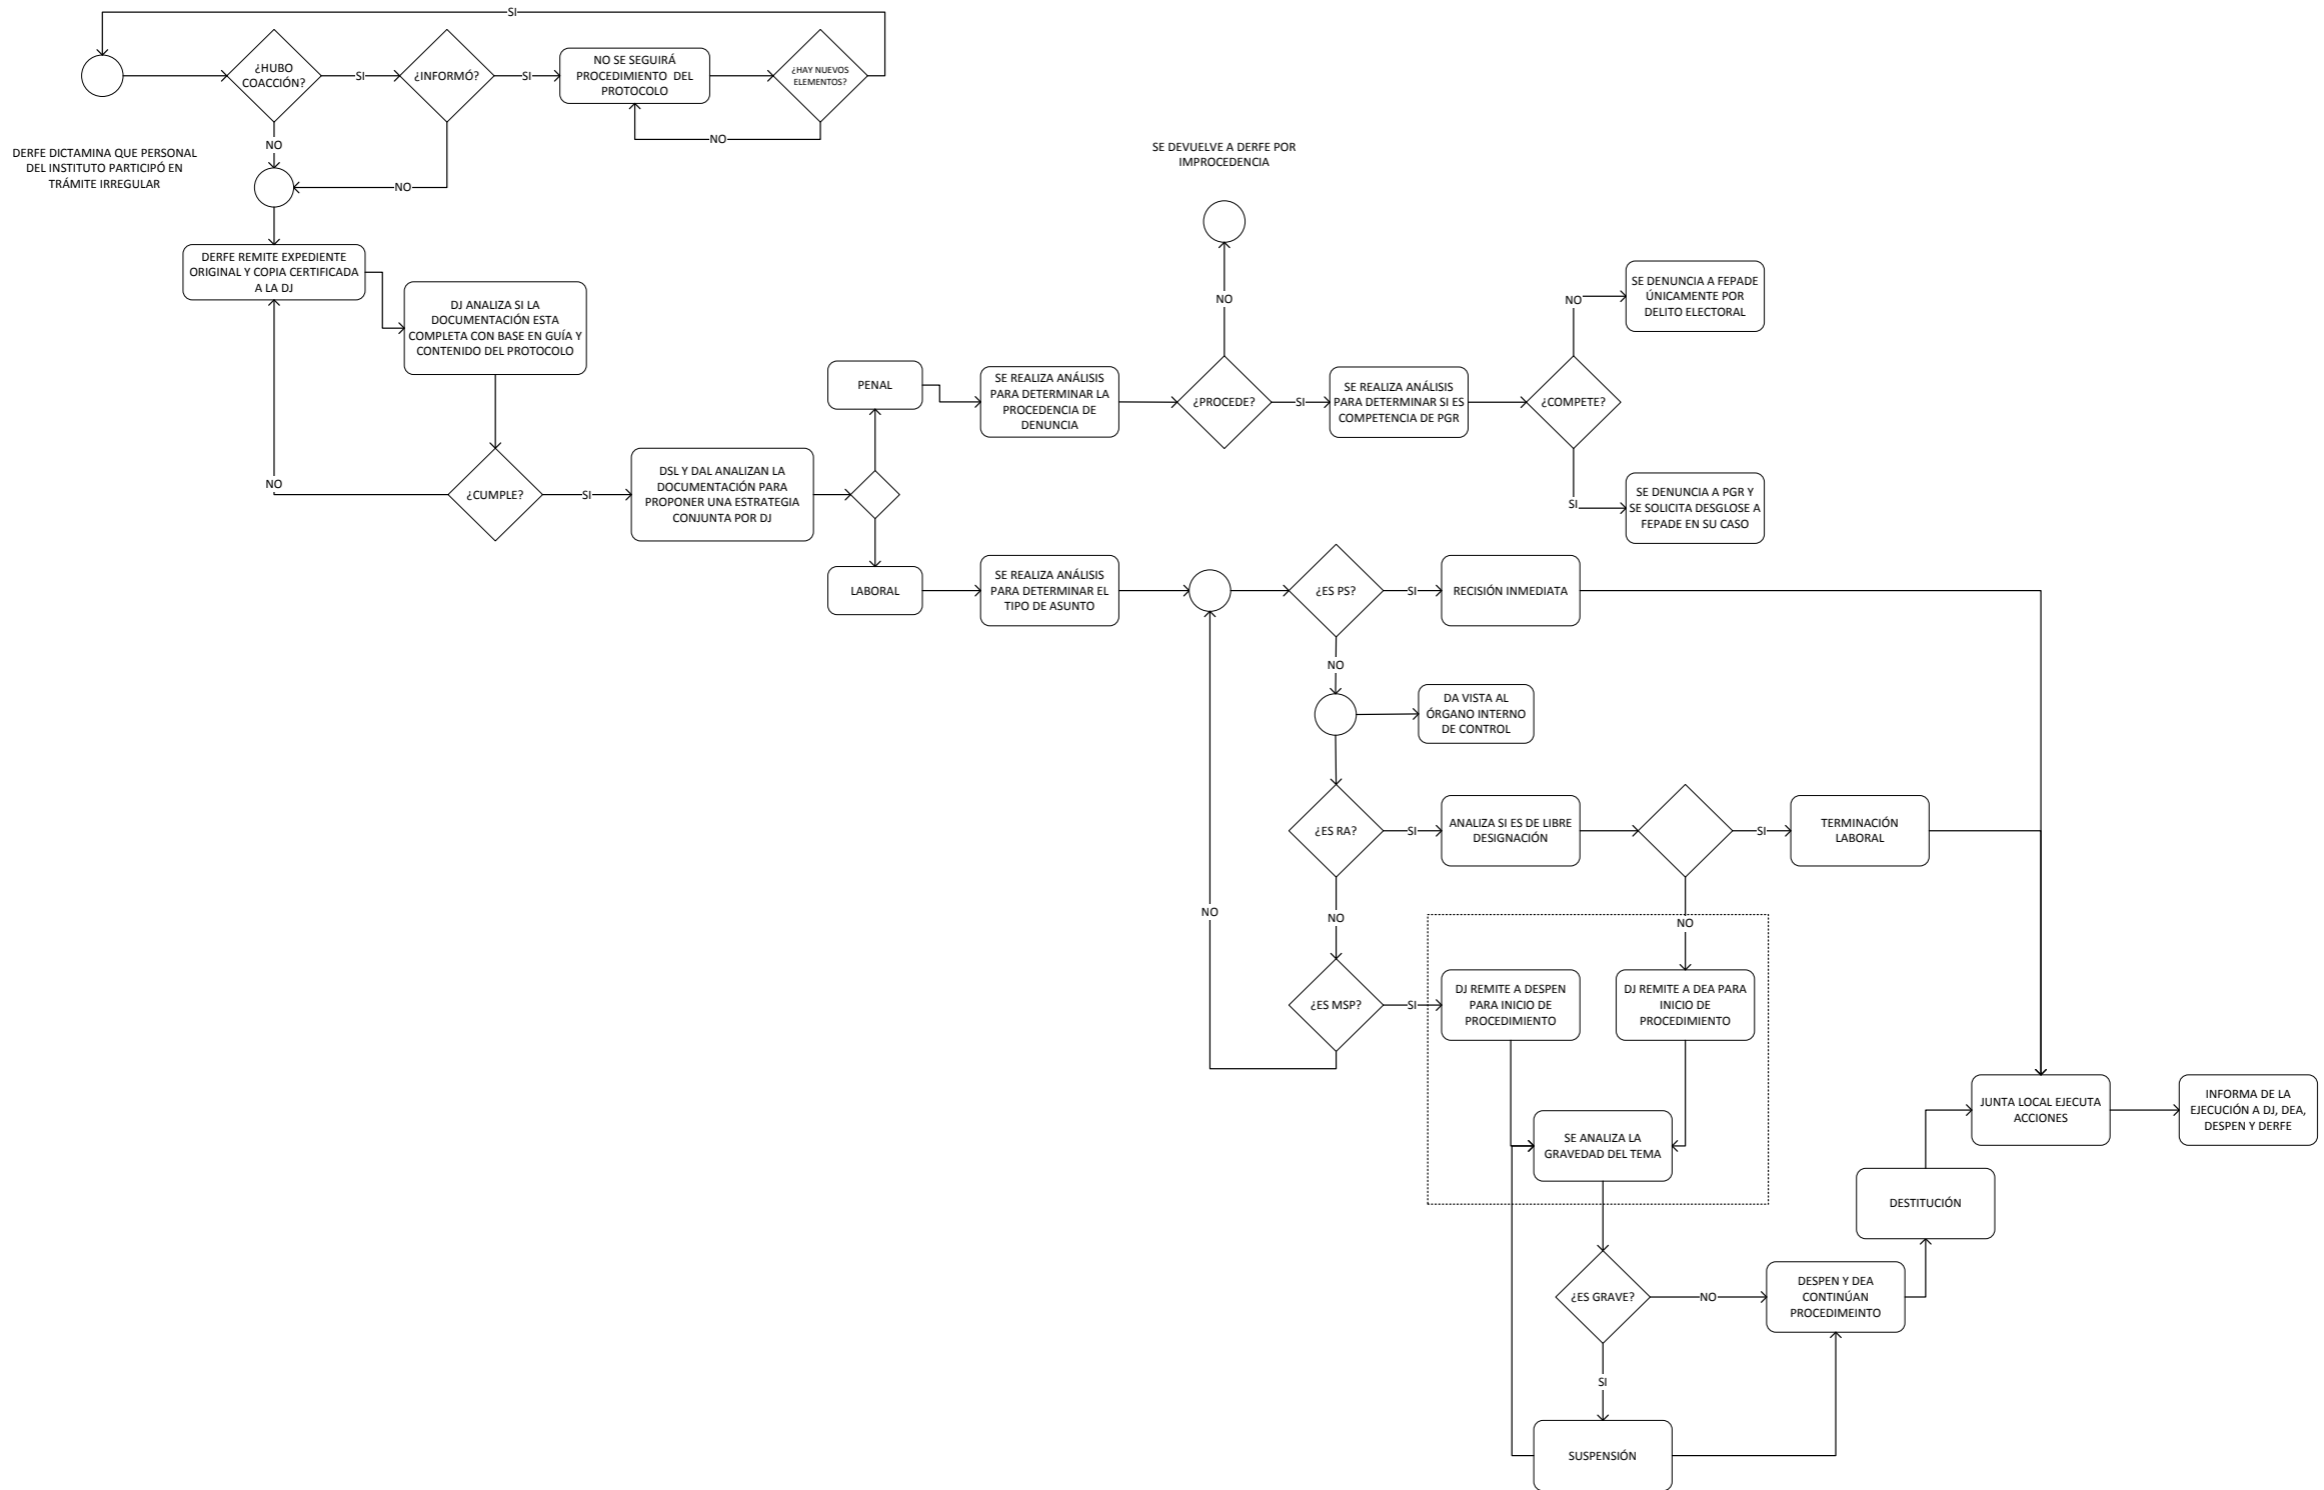 SI
¿HUBO
COACCIÓN?
SI
¿INFORMÓ?
SI
NO SE SEGUIRÁ
PROCEDIMIENTO DEL
PROTOCOLO
¿HAY NUEVOS
ELEMENTOS?
NO
NO
NO
DERFE DICTAMINA QUE PERSONAL
DEL INSTITUTO PARTICIPÓ EN
TRÁMITE IRREGULAR
SE DEVUELVE A DERFE POR
IMPROCEDENCIA
DERFE REMITE EXPEDIENTE
ORIGINAL Y COPIA CERTIFICADA
A LA DJ
DJ ANALIZA SI LA
DOCUMENTACIÓN ESTA
COMPLETA CON BASE EN GUÍA Y
CONTENIDO DEL PROTOCOLO
NO
¿CUMPLE?
SI
DSL Y DAL ANALIZAN LA
DOCUMENTACIÓN PARA
PROPONER UNA ESTRATEGIA
CONJUNTA POR DJ
PENAL
SE REALIZA ANÁLISIS
PARA DETERMINAR LA
PROCEDENCIA DE
DENUNCIA
NO
¿PROCEDE?
SI
SE REALIZA ANÁLISIS
PARA DETERMINAR SI ES
COMPETENCIA DE PGR
¿COMPETE?
NO
SE DENUNCIA A FEPADE
ÚNICAMENTE POR
DELITO ELECTORAL
SI
SE DENUNCIA A PGR Y
SE SOLICITA DESGLOSE A
FEPADE EN SU CASO
LABORAL
SE REALIZA ANÁLISIS
PARA DETERMINAR EL
TIPO DE ASUNTO
¿ES PS?
SI
RECISIÓN INMEDIATA
NO
DA VISTA AL
ÓRGANO INTERNO
DE CONTROL
¿ES RA?
SI
ANALIZA SI ES DE LIBRE
DESIGNACIÓN
SI
TERMINACIÓN
LABORAL
NO
NO
NO
¿ES MSP?
SI
DJ REMITE A DESPEN
PARA INICIO DE
PROCEDIMIENTO
DJ REMITE A DEA PARA
INICIO DE
PROCEDIMIENTO
SE ANALIZA LA
GRAVEDAD DEL TEMA
JUNTA LOCAL EJECUTA
ACCIONES
INFORMA DE LA
EJECUCIÓN A DJ, DEA,
DESPEN Y DERFE
DESTITUCIÓN
¿ES GRAVE?
NO
DESPEN Y DEA
CONTINÚAN
PROCEDIMEINTO
SI
SUSPENSIÓN